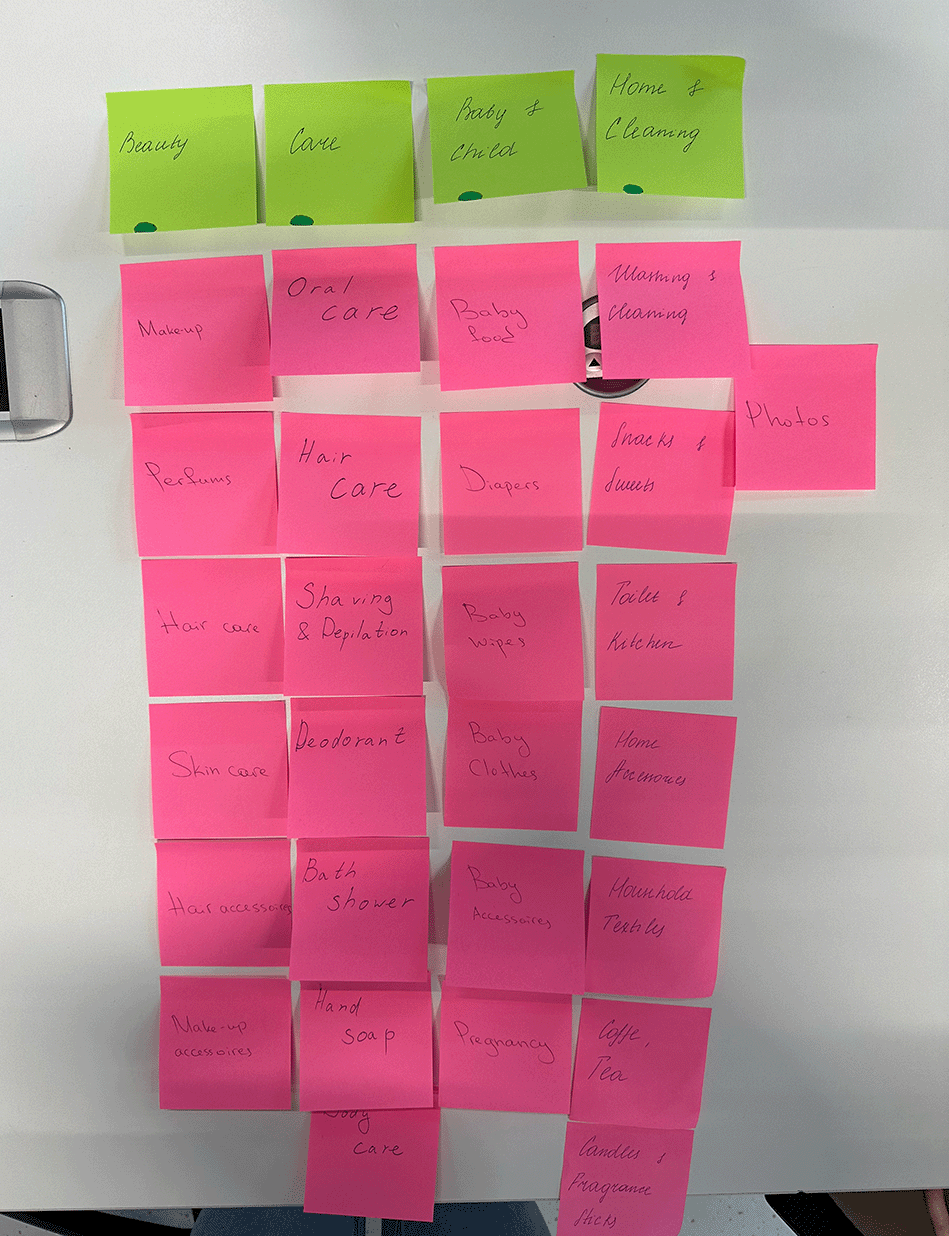 Beauty
Care
Baby &
Child
Home &
Cleaning
Make-up
Perfums
Hair care
Skin care
Hair accessoires
Make-up
accessoires
Oral
care
Hair
care
Shaving
& Depilation
Deodorant
Bath
shower
Hand
soap
Body
care
Baby
food
Diapers
Baby
wipes
Baby
Clothes
Baby
Accessoires
Pregnancy
Washing &
cleaning
Snacks &
Sweets
Toilet &
Kitchen
Home
Accessories
Household
Textiles
Coffe,
Tea
Candles &
Fragrance
Sticks
Photos